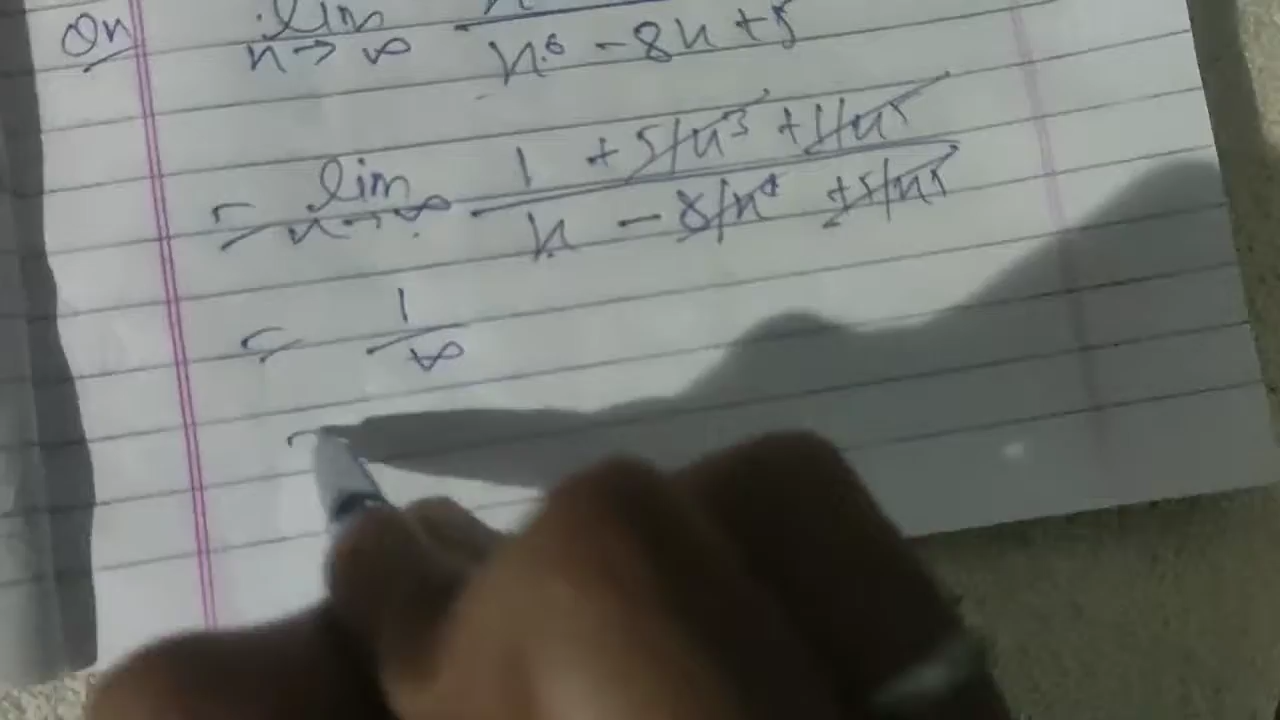 Qn lim n→∞ / n⁶ - 8n + 5
= lim n→∞ 1 + 5/n³ + 1/n⁵ / n - 8/n⁴ + 5/n⁵
= 1/∞